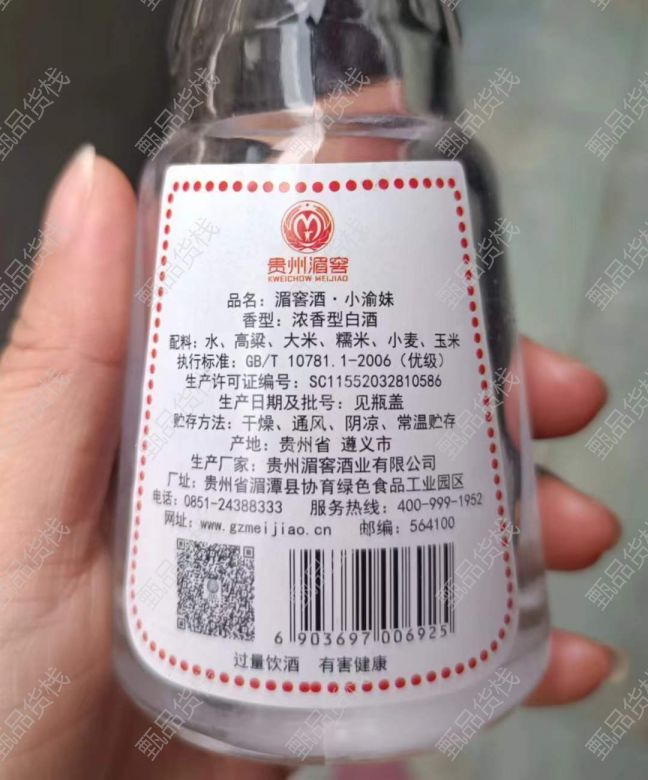 贵州湄窖
KWEICHOW MEIJIAO
品名：湄窖酒·小渝妹
香型：浓香型白酒
配料：水、高粱、大米、糯米、小麦、玉米
执行标准：GB/T 10781.1-2006（优级）
生产许可证编号：SC11552032810586
生产日期及批号：见瓶盖
贮存方法：干燥、通风、阴凉、常温贮存
产地：贵州省 遵义市
生产厂家：贵州湄窖酒业有限公司
厂址：贵州省湄潭县协育绿色食品工业园区
电话：0851-24388333 服务热线：400-999-1952
网址：www.gzmeijiao.cn 邮编：564100
6 903697 006925
过量饮酒 有害健康
甄品货栈